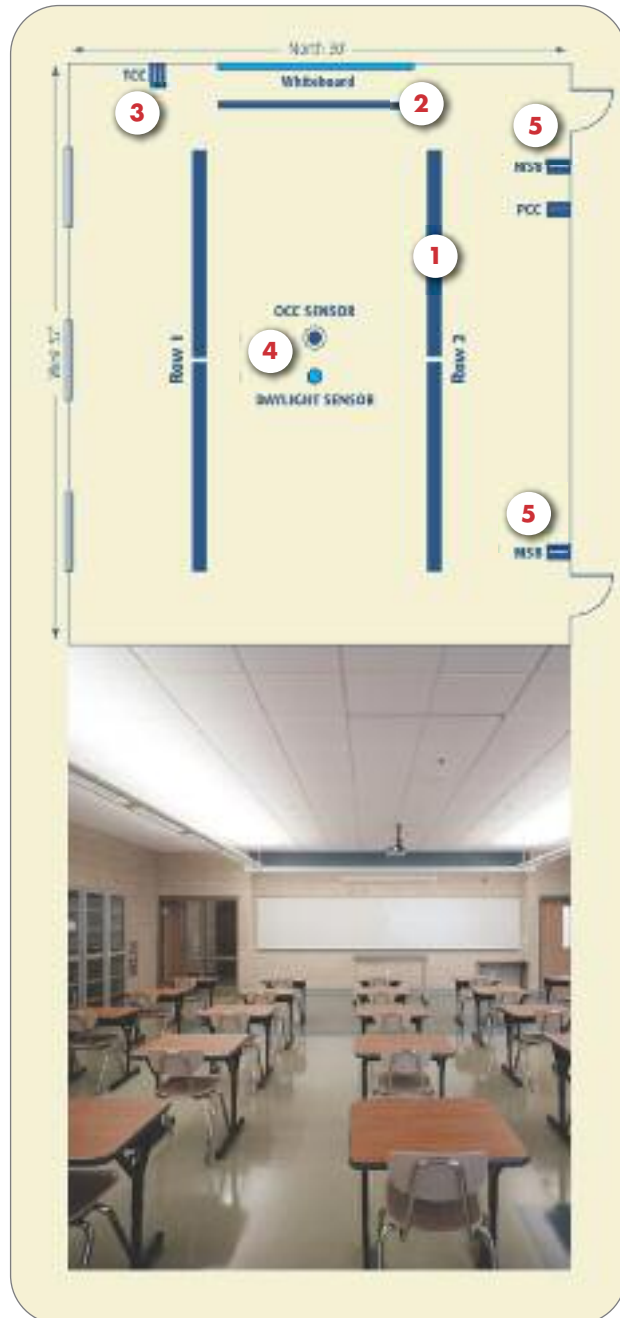 North 30'
TCC
Whiteboard
3
2
5
MSB
PCC
1
OCC SENSOR
4
Row 1
Row 2
DAYLIGHT SENSOR
5
MSB